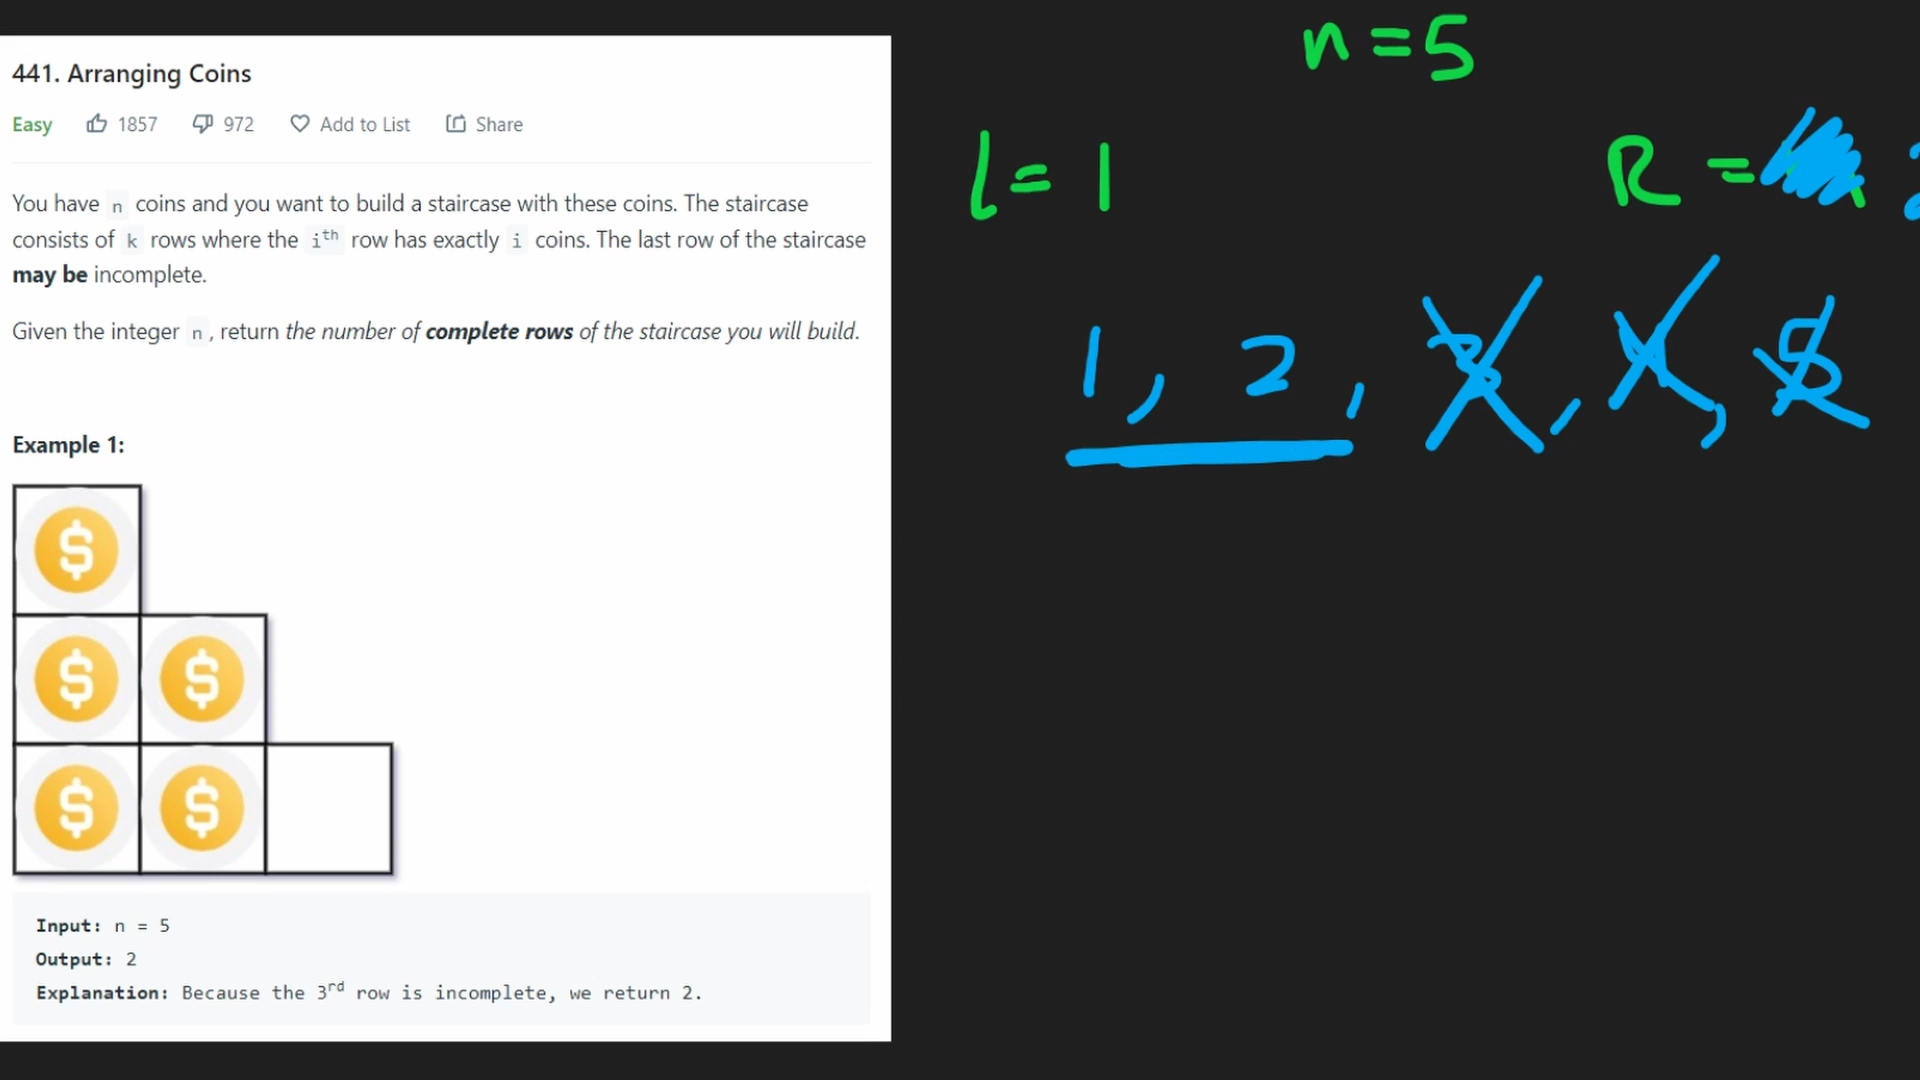 441. Arranging Coins
Easy 1857 972 Add to List Share
You have n coins and you want to build a staircase with these coins. The staircase
consists of k rows where the iᵗʰ row has exactly i coins. The last row of the staircase
may be incomplete.
Given the integer n, return the number of complete rows of the staircase you will build.
Example 1:
$
$ $
$ $
Input: n = 5
Output: 2
Explanation: Because the 3ʳᵈ row is incomplete, we return 2.
n = 5
l = 1
R =
1, 2, 3, 4, 5